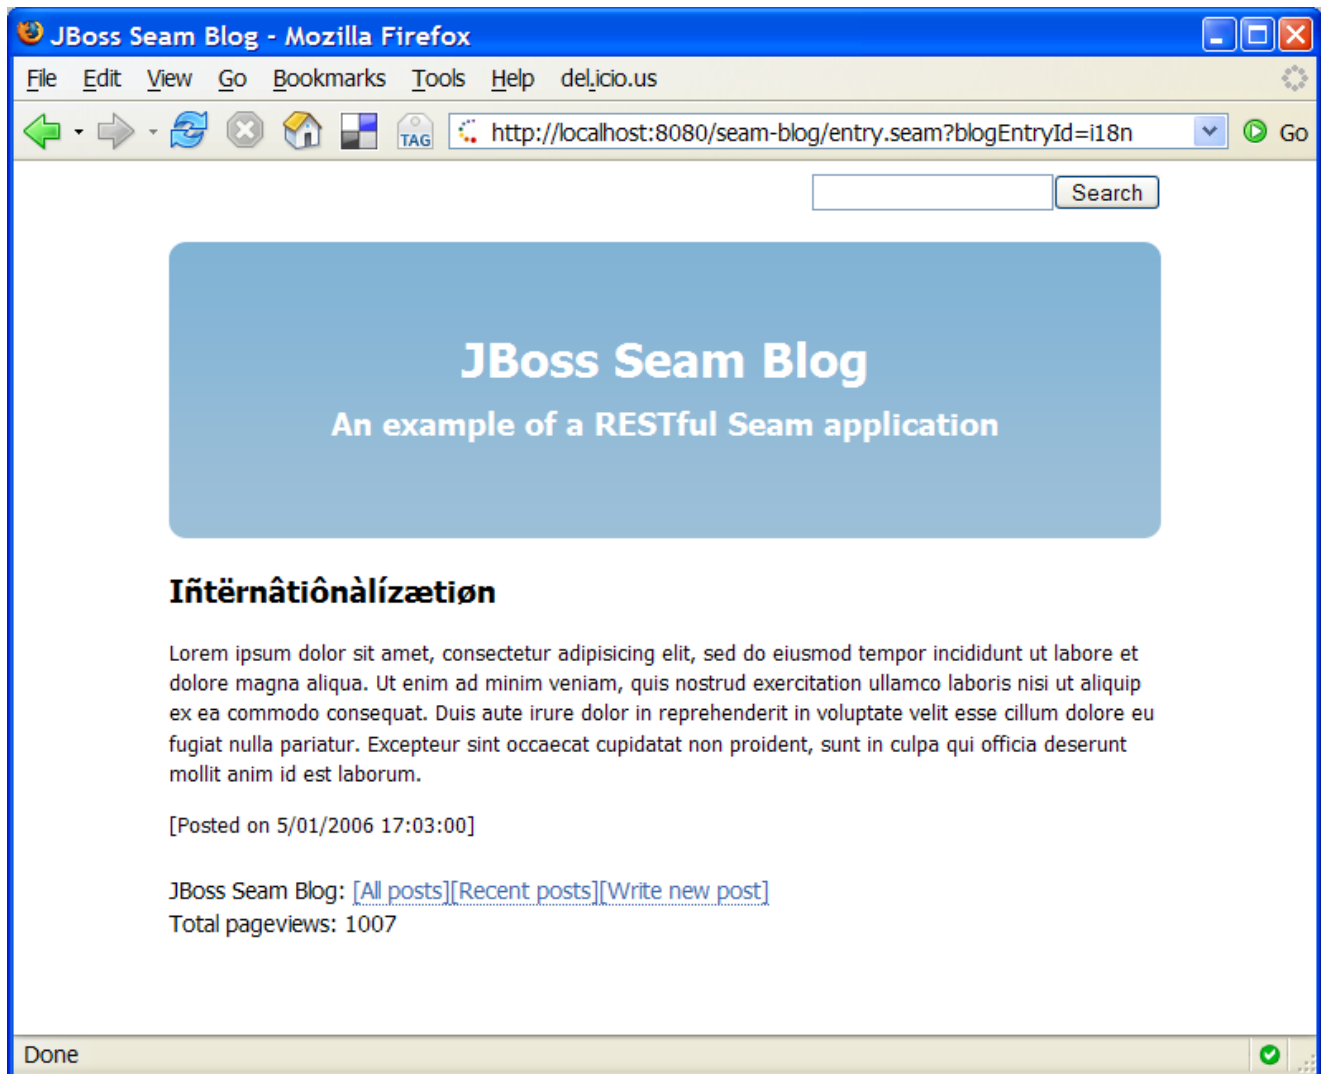 JBoss Seam Blog - Mozilla Firefox
File Edit View Go Bookmarks Tools Help del.icio.us
TAG http://localhost:8080/seam-blog/entry.seam?blogEntryId=i18n Go
Search
JBoss Seam Blog
An example of a RESTful Seam application
Iñtërnâtiônàlízætiøn
Lorem ipsum dolor sit amet, consectetur adipisicing elit, sed do eiusmod tempor incididunt ut labore et
dolore magna aliqua. Ut enim ad minim veniam, quis nostrud exercitation ullamco laboris nisi ut aliquip
ex ea commodo consequat. Duis aute irure dolor in reprehenderit in voluptate velit esse cillum dolore eu
fugiat nulla pariatur. Excepteur sint occaecat cupidatat non proident, sunt in culpa qui officia deserunt
mollit anim id est laborum.
[Posted on 5/01/2006 17:03:00]
JBoss Seam Blog: [All posts][Recent posts][Write new post]
Total pageviews: 1007
Done